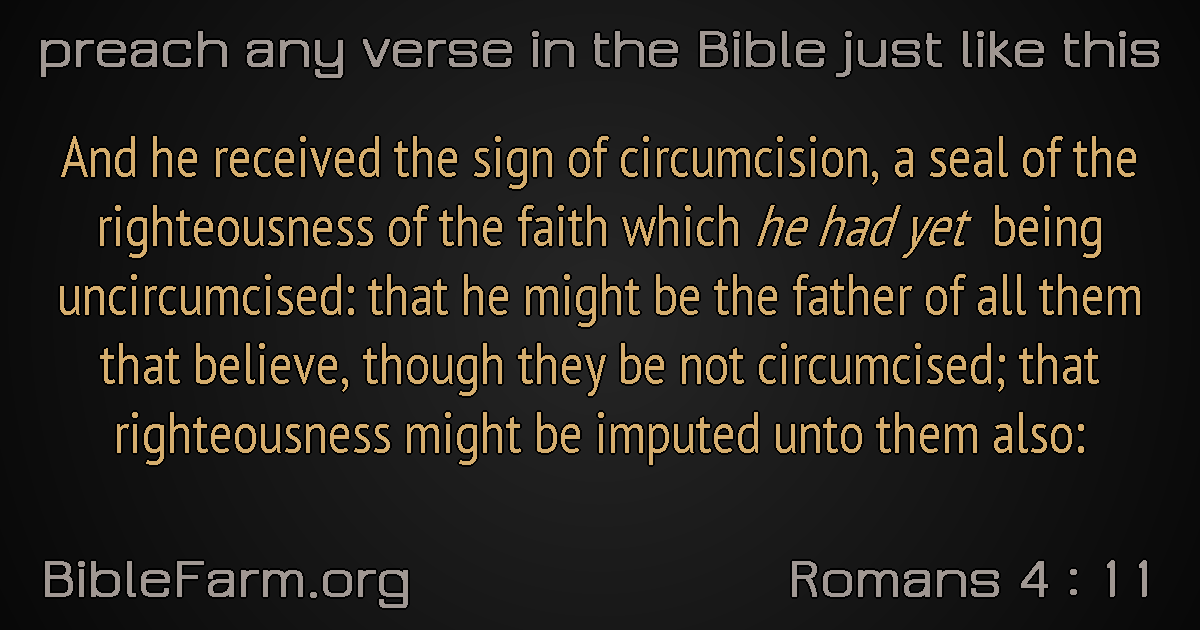 preach any verse in the Bible just like this
And he received the sign of circumcision, a seal of the
righteousness of the faith which he had yet being
uncircumcised: that he might be the father of all them
that believe, though they be not circumcised; that
righteousness might be imputed unto them also:
BibleFarm.org
Romans 4 : 11